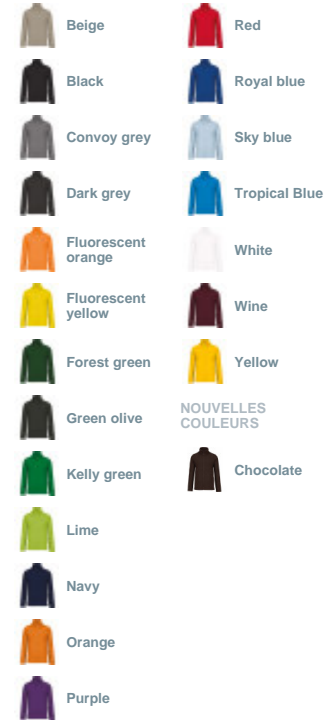 Beige
Black
Convoy grey
Dark grey
Fluorescent
orange
Fluorescent
yellow
Forest green
Green olive
Kelly green
Lime
Navy
Orange
Purple
Red
Royal blue
Sky blue
Tropical Blue
White
Wine
Yellow
NOUVELLES
COULEURS
Chocolate